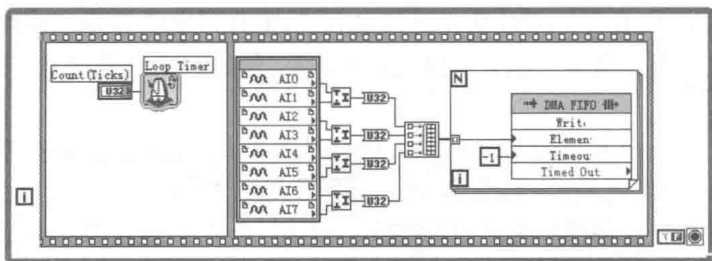 Count(Ticks)
Loop Timer
U32
AI0
AI1
AI2
AI3
AI4
AI5
AI6
AI7
U32
U32
U32
U32
N
DMA FIFO
Writ
Elemen
Timeou
Timed Out
-1
i
i
T F